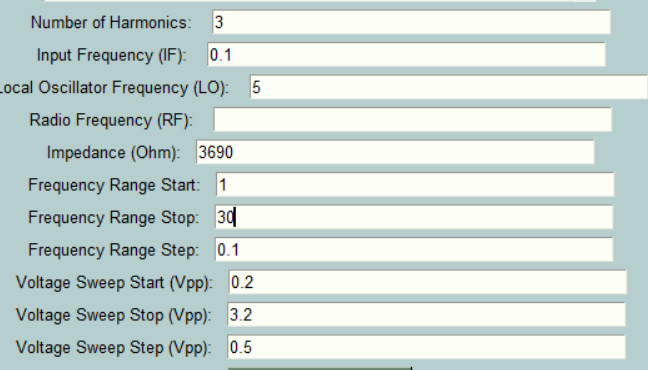 Number of Harmonics: 3
Input Frequency (IF): 0.1
Local Oscillator Frequency (LO): 5
Radio Frequency (RF):
Impedance (Ohm): 3690
Frequency Range Start: 1
Frequency Range Stop: 30
Frequency Range Step: 0.1
Voltage Sweep Start (Vpp): 0.2
Voltage Sweep Stop (Vpp): 3.2
Voltage Sweep Step (Vpp): 0.5